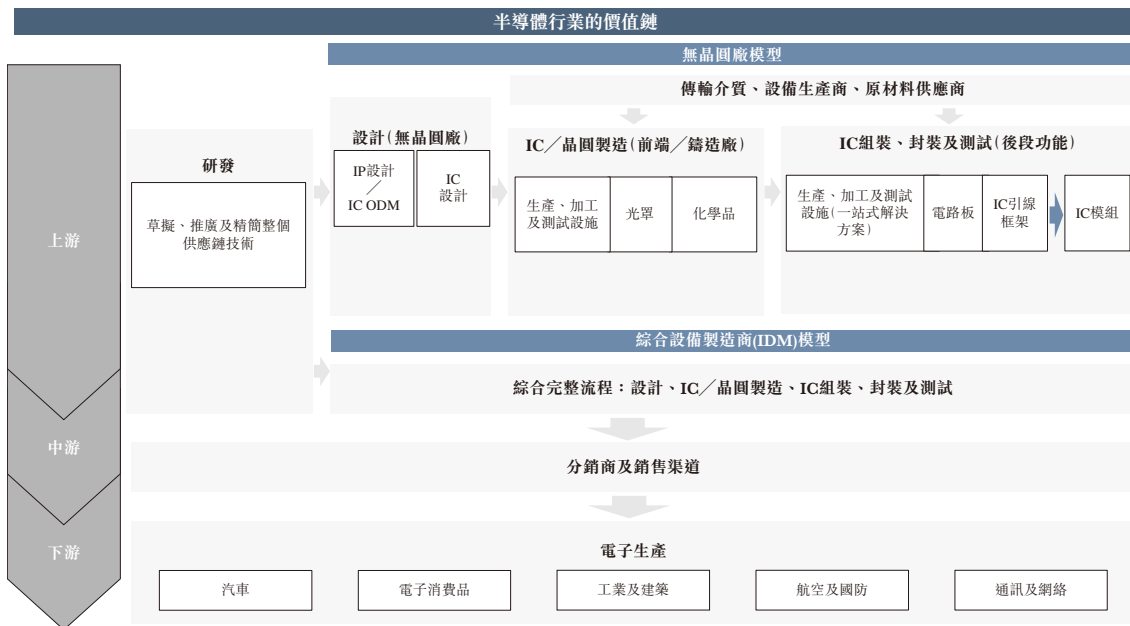 半導體行業的價值鏈
無晶圓廠模型
傳輸介質、設備生產商、原材料供應商
設計(無晶圓廠)
IP設計
／
IC ODM
IC
設計
IC／晶圓製造(前端／鑄造廠)
生產、加工
及測試設施
光罩
化學品
IC組裝、封裝及測試(後段功能)
生產、加工及測試
設施(一站式解決
方案)
電路板
IC引線
框架
IC模組
研發
草擬、推廣及精簡整個
供應鏈技術
上游
綜合設備製造商(IDM)模型
綜合完整流程：設計、IC／晶圓製造、IC組裝、封裝及測試
中游
分銷商及銷售渠道
下游
電子生產
汽車
電子消費品
工業及建築
航空及國防
通訊及網絡